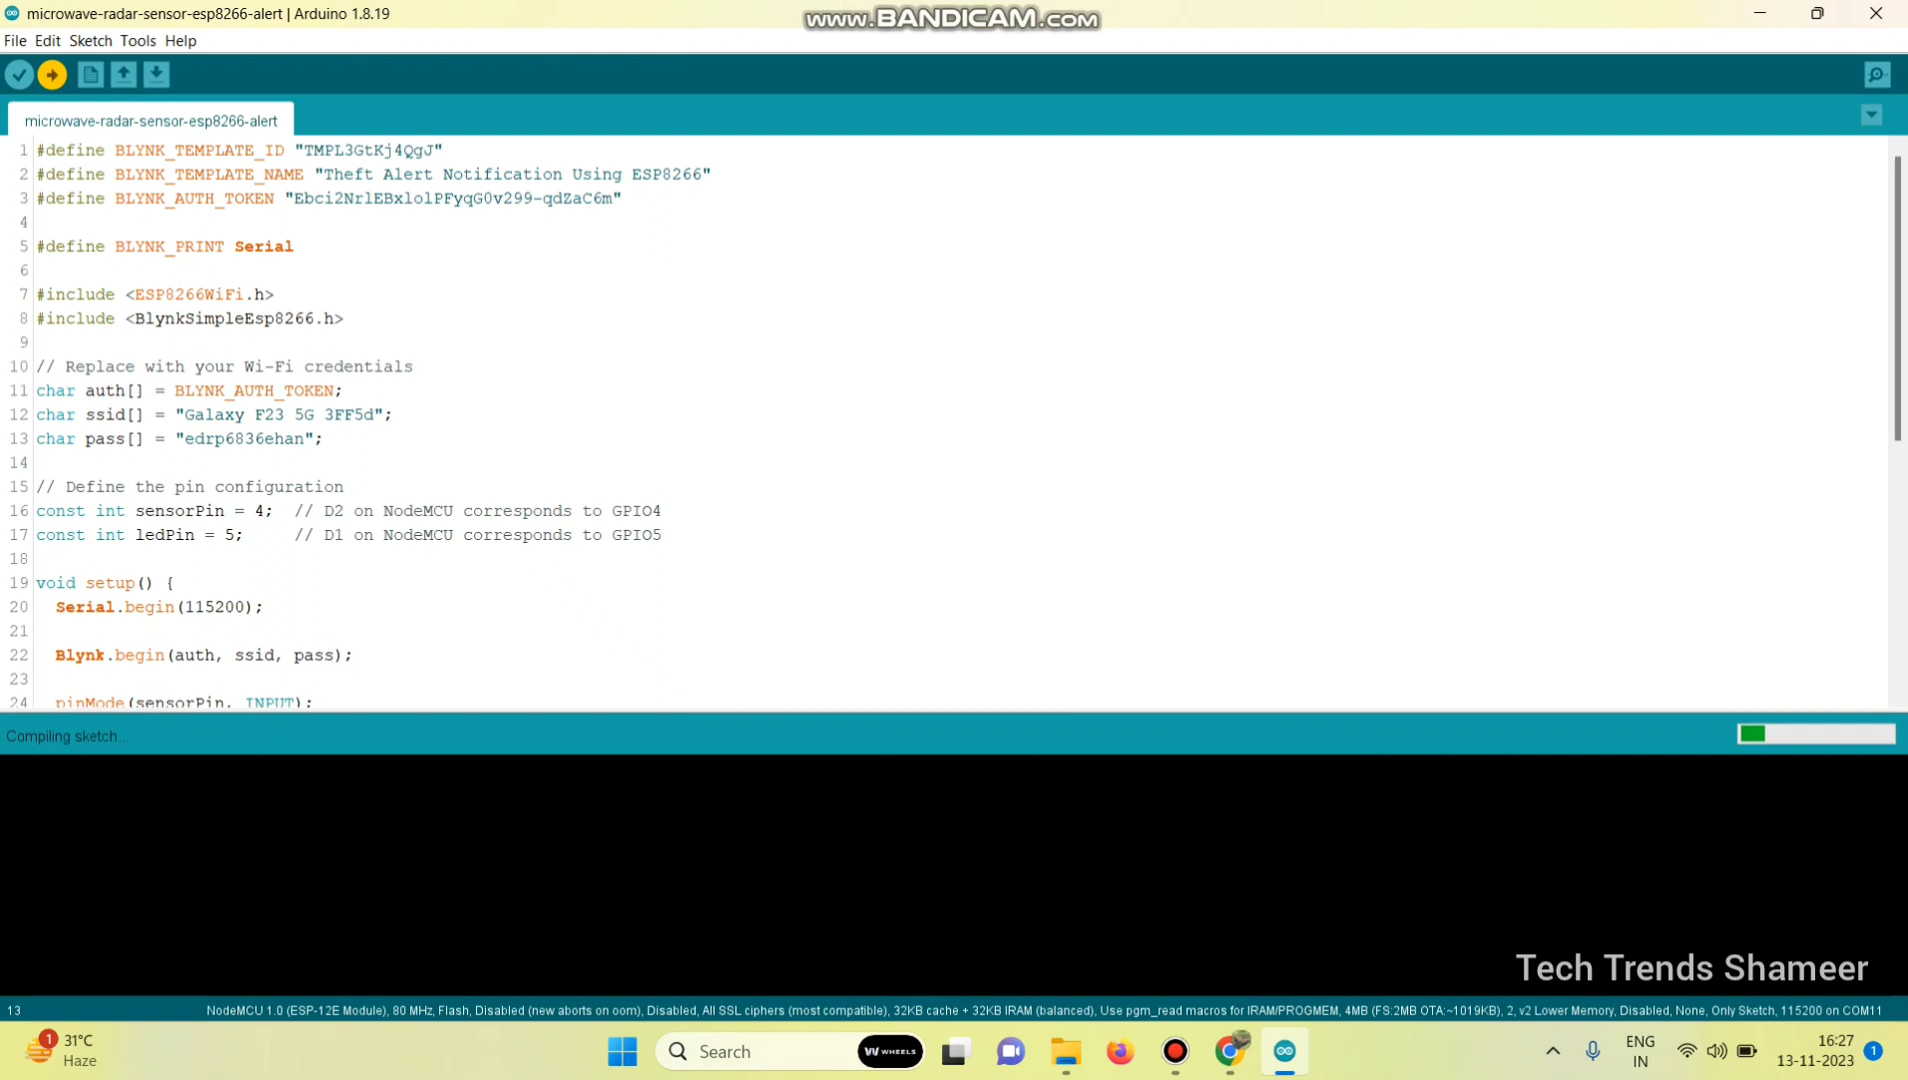 microwave-radar-sensor-esp8266-alert | Arduino 1.8.19
www.BANDICAM.com
File Edit Sketch Tools Help
microwave-radar-sensor-esp8266-alert
1 #define BLYNK_TEMPLATE_ID "TMPL3GtKj4QgJ"
2 #define BLYNK_TEMPLATE_NAME "Theft Alert Notification Using ESP8266"
3 #define BLYNK_AUTH_TOKEN "Ebci2NrlEBxlolPFyqG0v299-qdZaC6m"
4
5 #define BLYNK_PRINT Serial
6
7 #include <ESP8266WiFi.h>
8 #include <BlynkSimpleEsp8266.h>
9
10 // Replace with your Wi-Fi credentials
11 char auth[] = BLYNK_AUTH_TOKEN;
12 char ssid[] = "Galaxy F23 5G 3FF5d";
13 char pass[] = "edrp6836ehan";
14
15 // Define the pin configuration
16 const int sensorPin = 4;  // D2 on NodeMCU corresponds to GPIO4
17 const int ledPin = 5;     // D1 on NodeMCU corresponds to GPIO5
18
19 void setup() {
20   Serial.begin(115200);
21
22   Blynk.begin(auth, ssid, pass);
23
24   pinMode(sensorPin, INPUT);
Compiling sketch...
Tech Trends Shameer
13 NodeMCU 1.0 (ESP-12E Module), 80 MHz, Flash, Disabled (new aborts on oom), Disabled, All SSL ciphers (most compatible), 32KB cache + 32KB IRAM (balanced), Use pgm_read macros for IRAM/PROGMEM, 4MB (FS:2MB OTA:~1019KB), 2, v2 Lower Memory, Disabled, None, Only Sketch, 115200 on COM11
1
31°C
Haze
Search
WHEELS
ENG
IN
16:27
13-11-2023
1